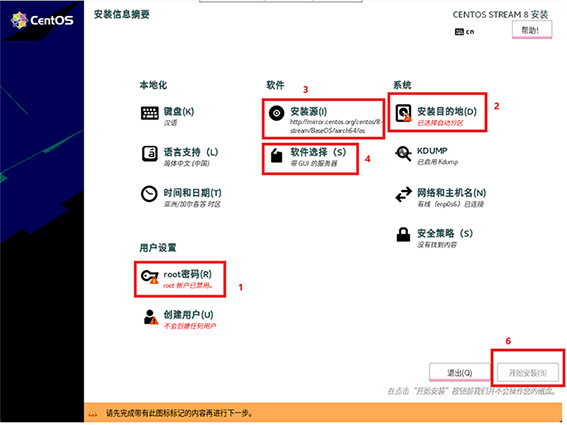 CentOS
安装信息摘要
CENTOS STREAM 8 安装
cn
帮助!
本地化
软件
系统
3
键盘(K)
汉语
安装源(I)
http://mirror.centos.org/centos/8-
stream/BaseOS/aarch64/os
安装目的地(D)
已选择自动分区
2
语言支持(L)
简体中文 (中国)
软件选择(S)
带 GUI 的服务器
4
KDUMP
已启用 Kdump
时间和日期(T)
亚洲/加尔各答 时区
网络和主机名(N)
有线 (enp0s6) 已连接
安全策略(S)
没有找到内容
用户设置
root密码(R)
root 帐户已禁用。
1
创建用户(U)
不会创建任何用户
6
退出(Q)
开始安装(B)
在点击“开始安装”按钮前我们并不会操作您的磁盘。
请先完成带有此图标标记的内容再进行下一步。